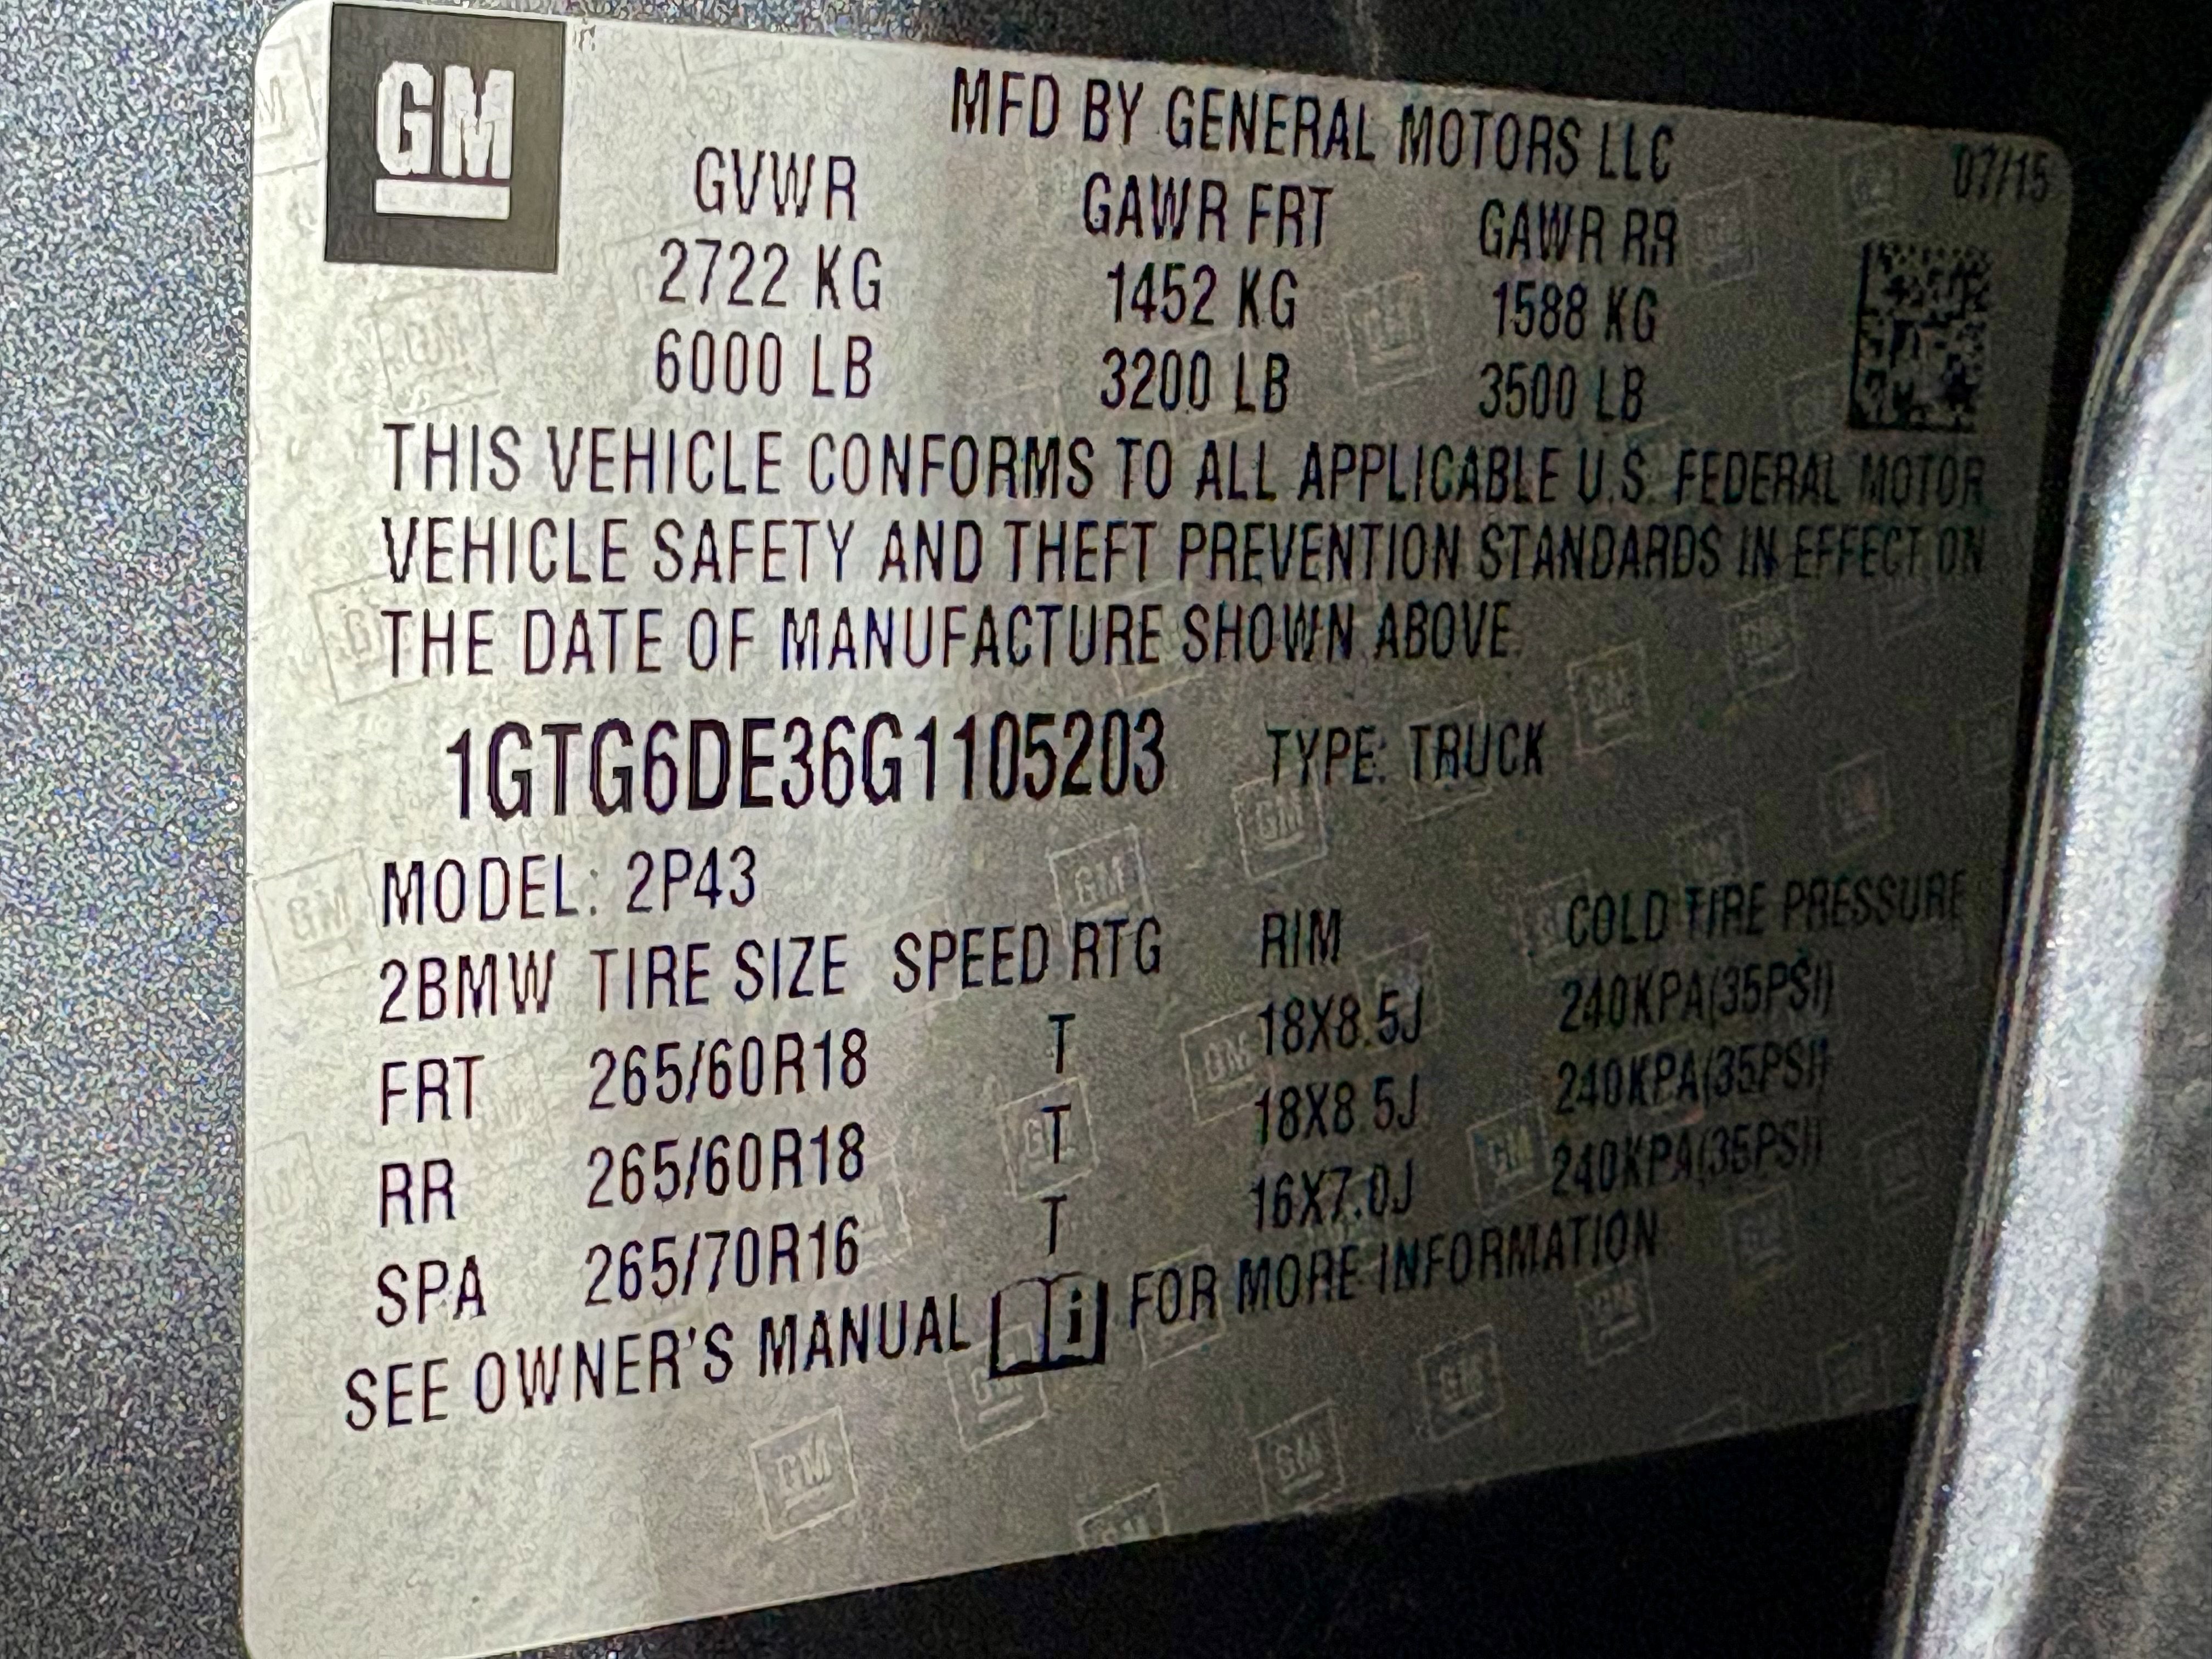 GM
MFD BY GENERAL MOTORS LLC
07/15
GVWR GAWR FRT GAWR RR
2722 KG 1452 KG 1588 KG
6000 LB 3200 LB 3500 LB
THIS VEHICLE CONFORMS TO ALL APPLICABLE U.S. FEDERAL MOTOR
VEHICLE SAFETY AND THEFT PREVENTION STANDARDS IN EFFECT ON
THE DATE OF MANUFACTURE SHOWN ABOVE.
1GTG6DE36G1105203 TYPE: TRUCK
MODEL: 2P43
2BMW TIRE SIZE SPEED RTG RIM COLD TIRE PRESSURE
FRT 265/60R18 T 18X8.5J 240KPA(35PSI)
RR 265/60R18 T 18X8.5J 240KPA(35PSI)
SPA 265/70R16 T 16X7.0J 240KPA(35PSI)
SEE OWNER'S MANUAL i FOR MORE INFORMATION